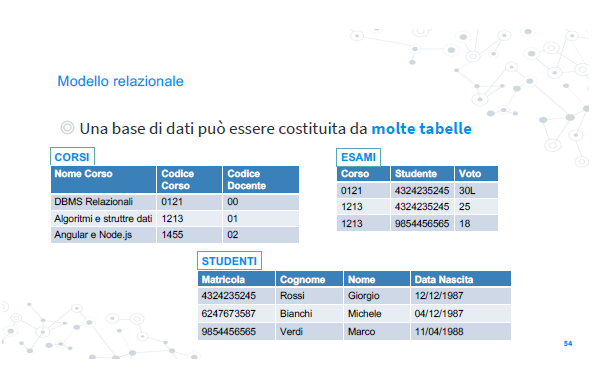 Modello relazionale
Una base di dati può essere costituita da molte tabelle
CORSI
Nome Corso Codice Corso Codice Docente
DBMS Relazionali 0121 00
Algoritmi e struttre dati 1213 01
Angular e Node.js 1455 02
ESAMI
Corso Studente Voto
0121 4324235245 30L
1213 4324235245 25
1213 9854456565 18
STUDENTI
Matricola Cognome Nome Data Nascita
4324235245 Rossi Giorgio 12/12/1987
6247673587 Bianchi Michele 04/12/1987
9854456565 Verdi Marco 11/04/1988
54